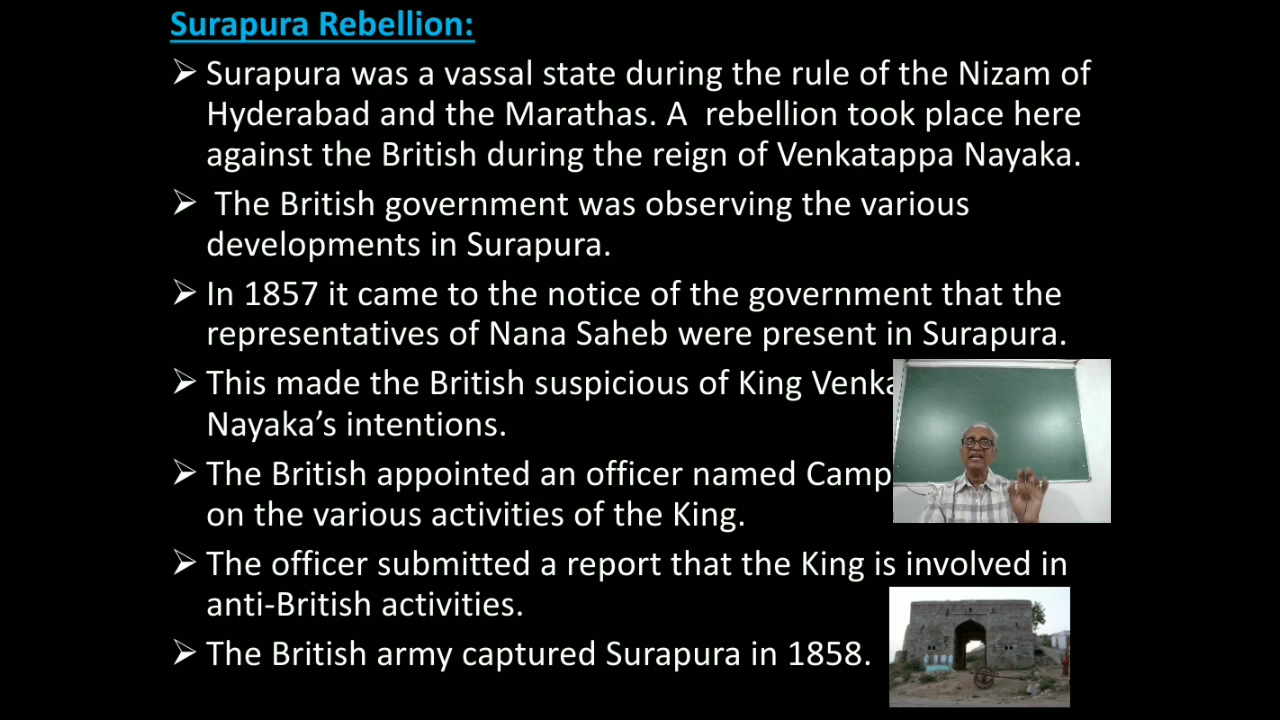 Surapura Rebellion:
➢ Surapura was a vassal state during the rule of the Nizam of
Hyderabad and the Marathas. A  rebellion took place here
against the British during the reign of Venkatappa Nayaka.
➢ The British government was observing the various
developments in Surapura.
➢ In 1857 it came to the notice of the government that the
representatives of Nana Saheb were present in Surapura.
➢ This made the British suspicious of King
Nayaka’s intentions.
➢ The British appointed an officer named
on the various activities of the King.
➢ The officer submitted a report that the King is involved in
anti-British activities.
➢ The British army captured Surapura in 1858.